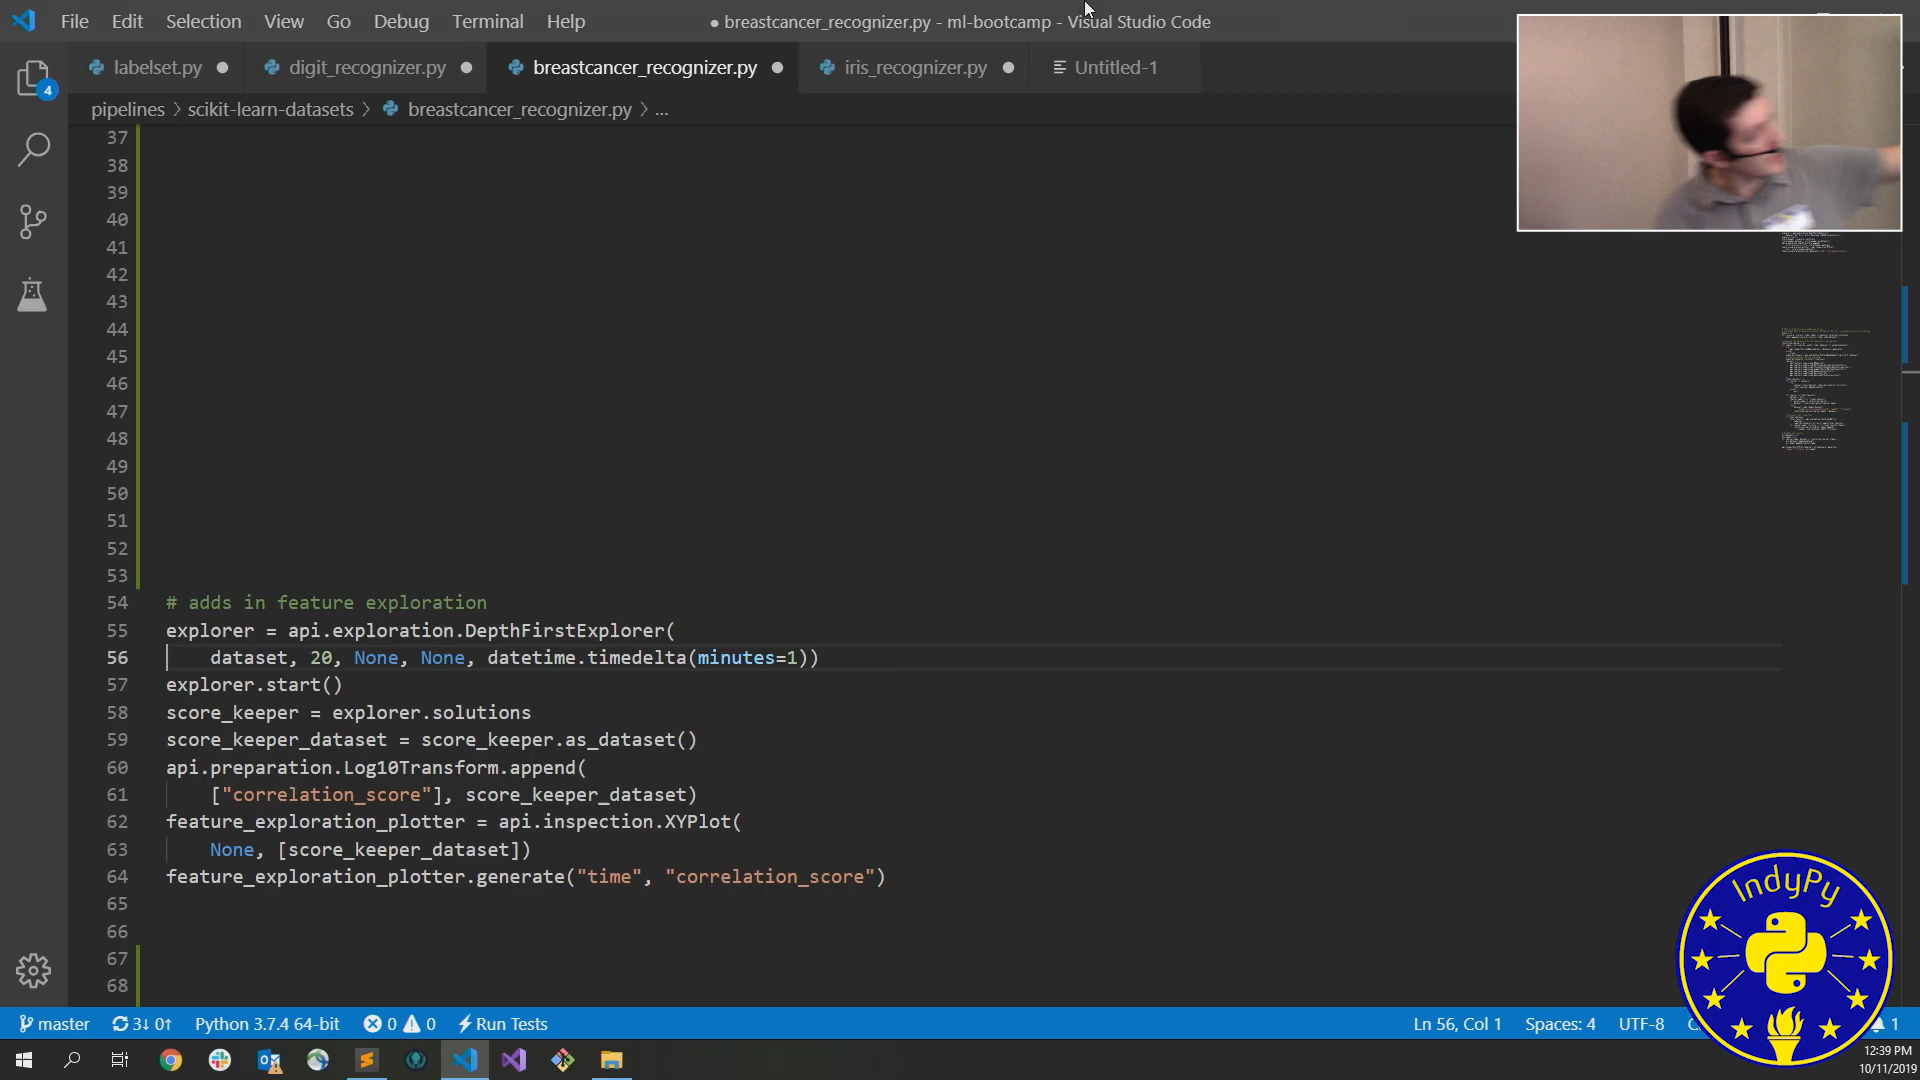 File Edit Selection View Go Debug Terminal Help
● breastcancer_recognizer.py - ml-bootcamp - Visual Studio Code
labelset.py digit_recognizer.py breastcancer_recognizer.py iris_recognizer.py Untitled-1
4
pipelines > scikit-learn-datasets > breastcancer_recognizer.py > ...
37
38
39
40
41
42
43
44
45
46
47
48
49
50
51
52
53
54 # adds in feature exploration
55 explorer = api.exploration.DepthFirstExplorer(
56     dataset, 20, None, None, datetime.timedelta(minutes=1))
57 explorer.start()
58 score_keeper = explorer.solutions
59 score_keeper_dataset = score_keeper.as_dataset()
60 api.preparation.Log10Transform.append(
61     ["correlation_score"], score_keeper_dataset)
62 feature_exploration_plotter = api.inspection.XYPlot(
63     None, [score_keeper_dataset])
64 feature_exploration_plotter.generate("time", "correlation_score")
65
66
67
68
IndyPy
master 3↓ 0↑ Python 3.7.4 64-bit 0 0 Run Tests Ln 56, Col 1 Spaces: 4 UTF-8 1
12:39 PM
10/11/2019